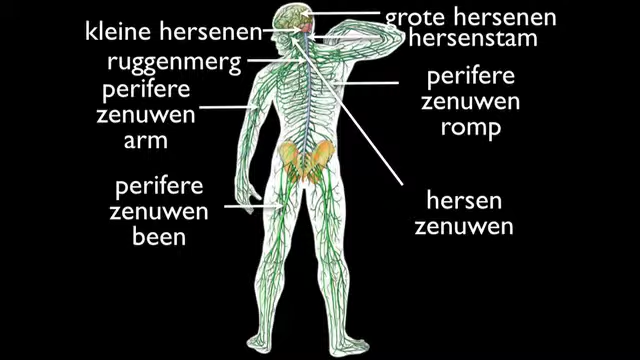 kleine hersenen
ruggenmerg
perifere
zenuwen
arm
perifere
zenuwen
been
grote hersenen
hersenstam
perifere
zenuwen
romp
hersen
zenuwen